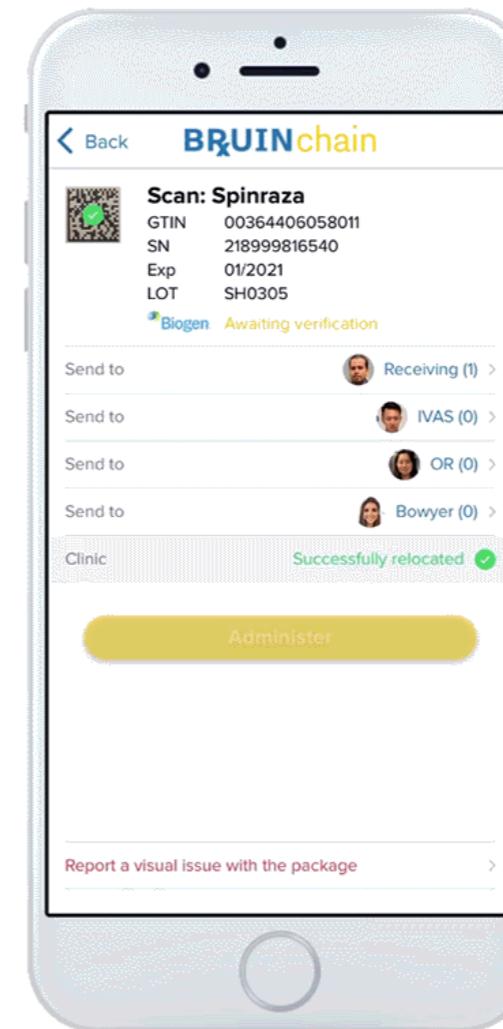 Back BRUINchain
Scan: Spinraza
GTIN 00364406058011
SN 218999816540
Exp 01/2021
LOT SH0305
Biogen Awaiting verification
Send to Receiving (1)
Send to IVAS (0)
Send to OR (0)
Send to Bowyer (0)
Clinic Successfully relocated
Administer
Report a visual issue with the package